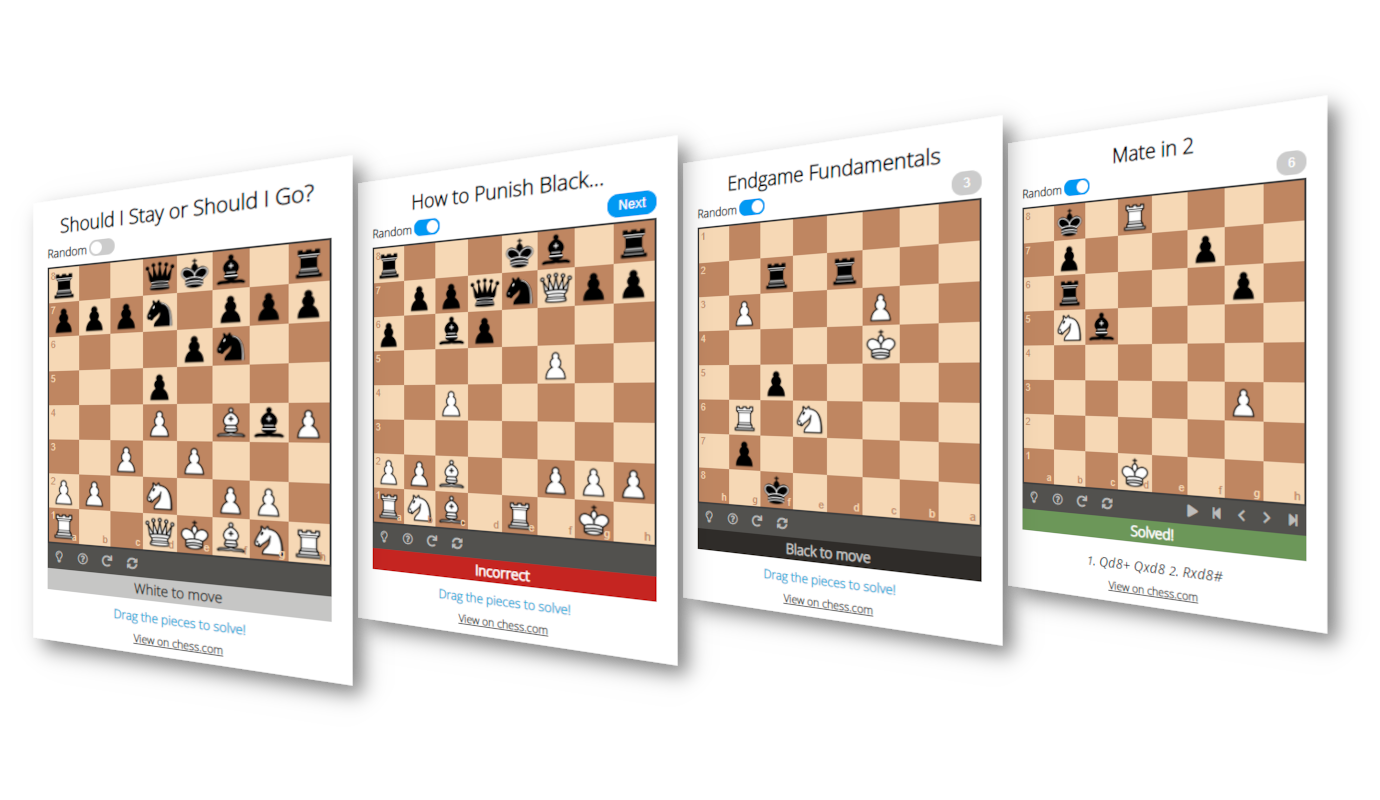 Should I Stay or Should I Go?
Random
8
7
6
5
4
3
2
1
a b c d e f g h
White to move
Drag the pieces to solve!
View on chess.com
How to Punish Black...
Random
Next
8
7
6
5
4
3
2
1
a b c d e f g h
Incorrect
Drag the pieces to solve!
View on chess.com
Endgame Fundamentals
3
Random
1
2
3
4
5
6
7
8
h g f e d c b a
Black to move
Drag the pieces to solve!
View on chess.com
Mate in 2
6
Random
8
7
6
5
4
3
2
1
a b c d e f g h
Solved!
1. Qd8+ Qxd8 2. Rxd8#
View on chess.com